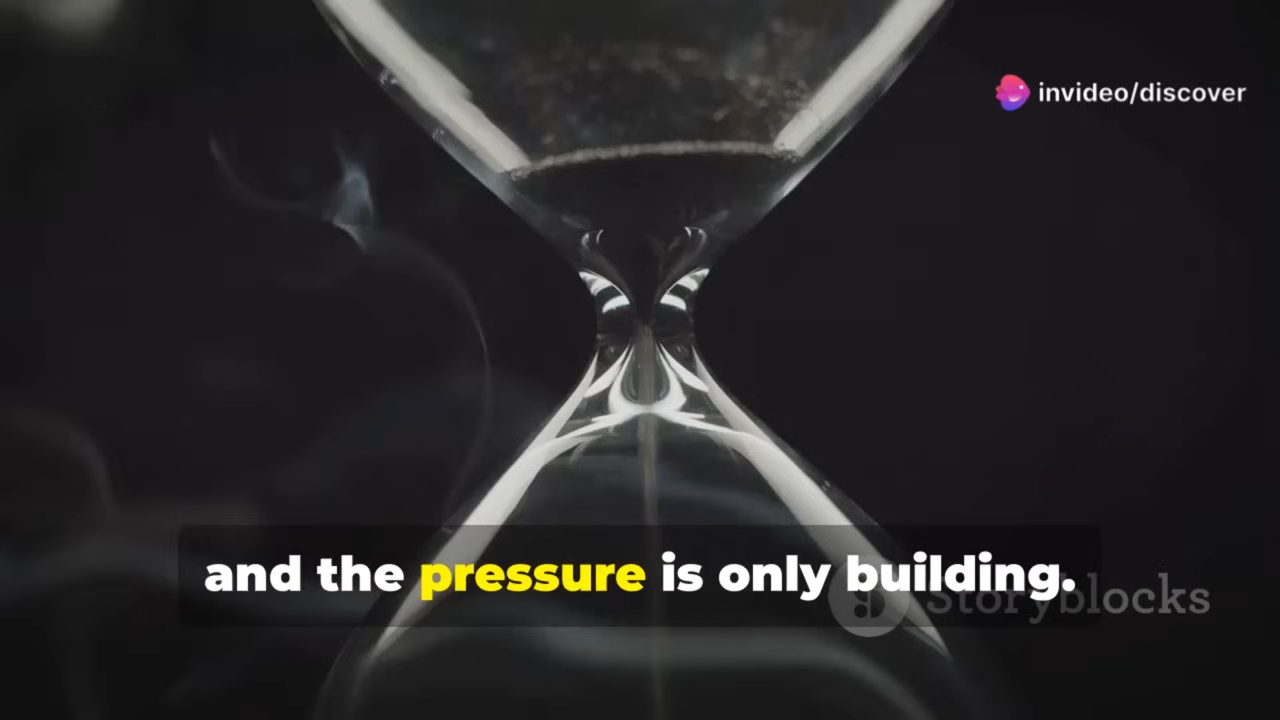 invideo/discover
and the pressure is only building.
Storyblocks